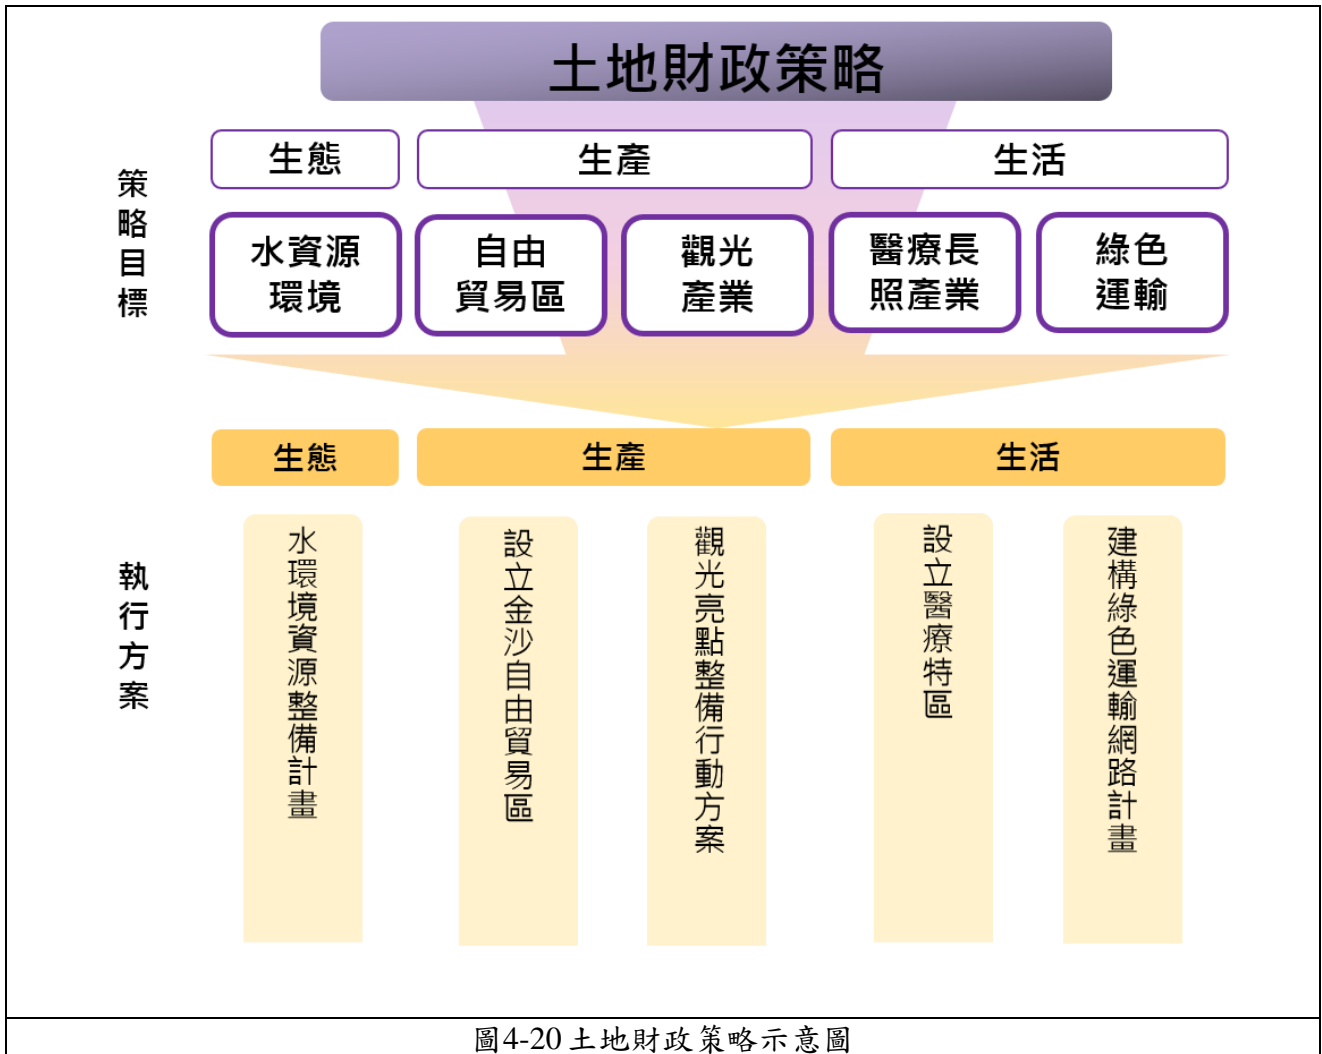 土地財政策略
策略目標
生態
生產
生活
水資源
環境
自由
貿易區
觀光
產業
醫療長
照產業
綠色
運輸
執行方案
生態
生產
生活
水環境資源整備計畫
設立金沙自由貿易區
觀光亮點整備行動方案
設立醫療特區
建構綠色運輸網路計畫
圖4-20土地財政策略示意圖